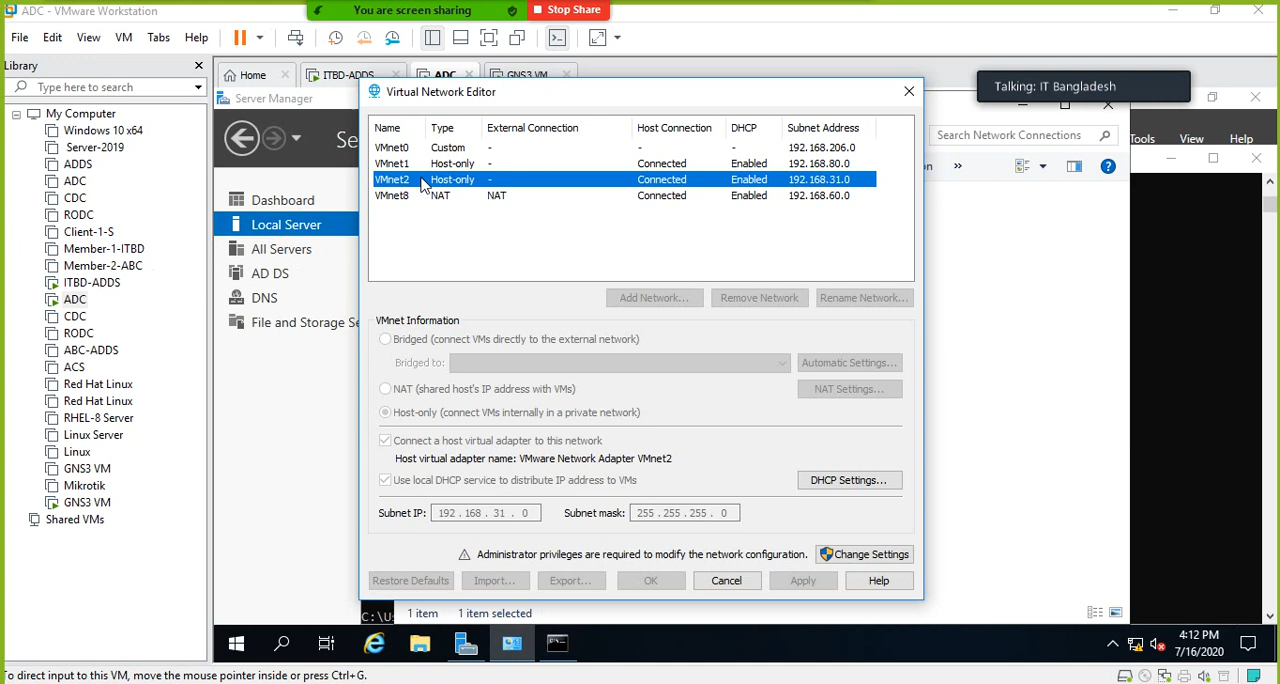 ADC - VMware Workstation
You are screen sharing
Stop Share
File Edit View VM Tabs Help
Library
Type here to search
My Computer
Windows 10 x64
Server-2019
ADDS
ADC
CDC
RODC
Client-1-S
Member-1-ITBD
Member-2-ABC
ITBD-ADDS
ADC
CDC
RODC
ABC-ADDS
ACS
Red Hat Linux
Red Hat Linux
RHEL-8 Server
Linux Server
Linux
GNS3 VM
Mikrotik
GNS3 VM
Shared VMs
Home
ITBD-ADDS
ADC
GNS3 VM
Server Manager
Se
Dashboard
Local Server
All Servers
AD DS
DNS
File and Storage Se
Talking: IT Bangladesh
Search Network Connections
Tools View Help
on »
Virtual Network Editor
Name Type External Connection Host Connection DHCP Subnet Address
VMnet0 Custom - - - 192.168.206.0
VMnet1 Host-only - Connected Enabled 192.168.80.0
VMnet2 Host-only - Connected Enabled 192.168.31.0
VMnet8 NAT NAT Connected Enabled 192.168.60.0
Add Network... Remove Network Rename Network...
VMnet Information
Bridged (connect VMs directly to the external network)
Bridged to: Automatic Settings...
NAT (shared host's IP address with VMs) NAT Settings...
Host-only (connect VMs internally in a private network)
Connect a host virtual adapter to this network
Host virtual adapter name: VMware Network Adapter VMnet2
Use local DHCP service to distribute IP address to VMs DHCP Settings...
Subnet IP: 192 . 168 . 31 . 0 Subnet mask: 255 . 255 . 255 . 0
Administrator privileges are required to modify the network configuration. Change Settings
Restore Defaults Import... Export... OK Cancel Apply Help
C:\U
1 item 1 item selected
4:12 PM
7/16/2020
To direct input to this VM, move the mouse pointer inside or press Ctrl+G.